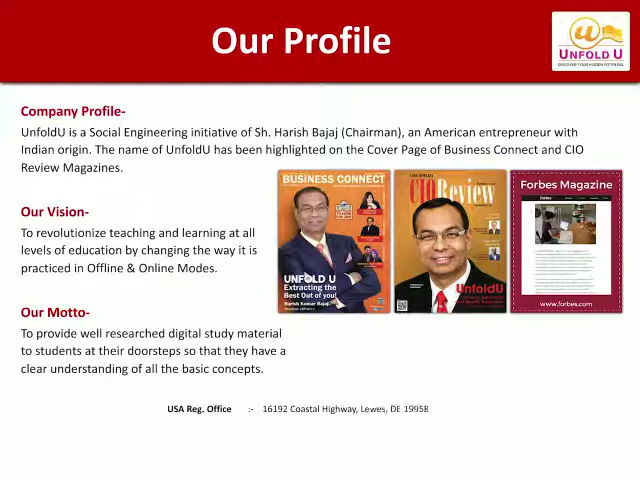 Our Profile
UNFOLD U
DISCOVER YOUR HIDDEN POTENTIAL
Company Profile-
UnfoldU is a Social Engineering initiative of Sh. Harish Bajaj (Chairman), an American entrepreneur with
Indian origin. The name of UnfoldU has been highlighted on the Cover Page of Business Connect and CIO
Review Magazines.
Our Vision-
To revolutionize teaching and learning at all
levels of education by changing the way it is
practiced in Offline & Online Modes.
BUSINESS CONNECT
UNFOLD U
Extracting the
Best Out of you!
Harish Kumar Bajaj
CIOReview
UnfoldU
Forbes Magazine
Forbes
www.forbes.com
Our Motto-
To provide well researched digital study material
to students at their doorsteps so that they have a
clear understanding of all the basic concepts.
USA Reg. Office :- 16192 Coastal Highway, Lewes, DE 19958